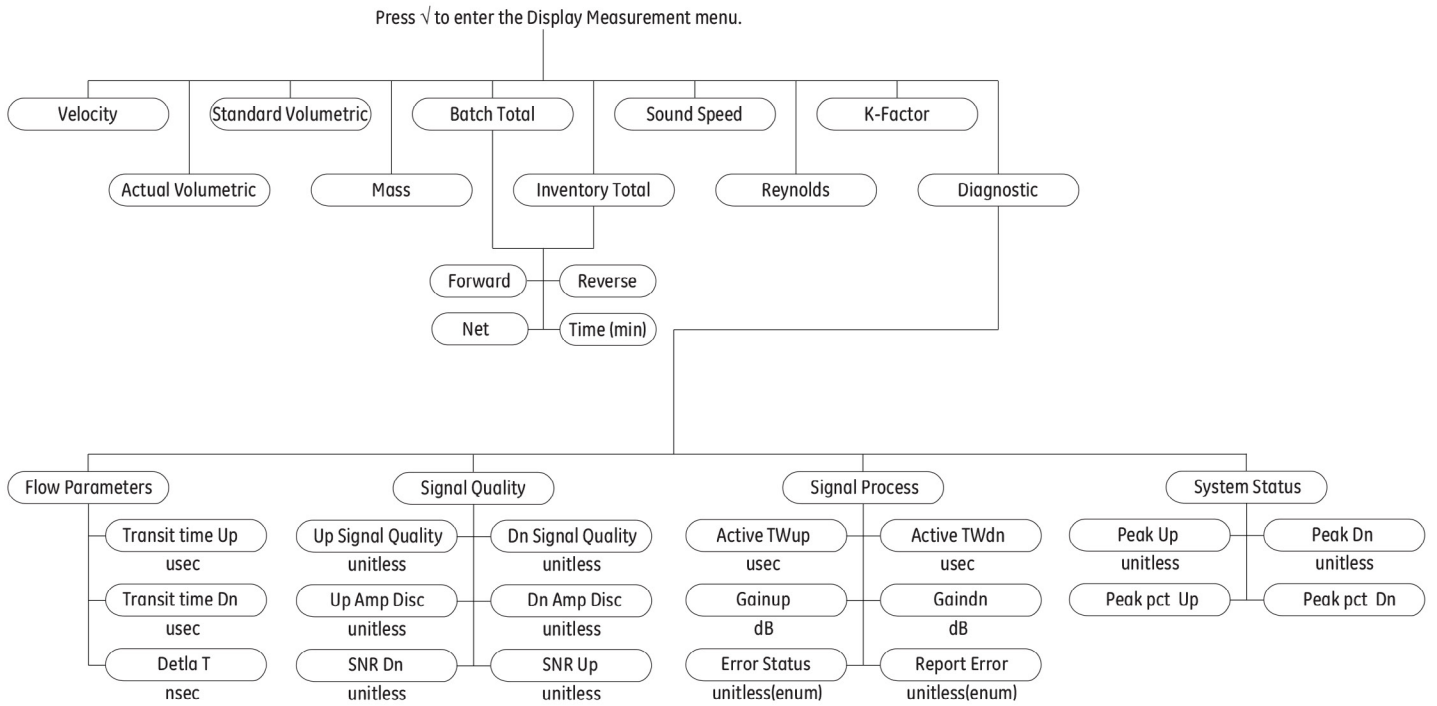 Press √ to enter the Display Measurement menu.
Velocity
Standard Volumetric
Batch Total
Sound Speed
K-Factor
Actual Volumetric
Mass
Inventory Total
Reynolds
Diagnostic
Forward
Reverse
Net
Time (min)
Flow Parameters
Signal Quality
Signal Process
System Status
Transit time Up
usec
Transit time Dn
usec
Detla T
nsec
Up Signal Quality
unitless
Dn Signal Quality
unitless
Up Amp Disc
unitless
Dn Amp Disc
unitless
SNR Dn
unitless
SNR Up
unitless
Active TWup
usec
Active TWdn
usec
Gainup
dB
Gaindn
dB
Error Status
unitless(enum)
Report Error
unitless(enum)
Peak Up
unitless
Peak Dn
unitless
Peak pct Up
Peak pct Dn